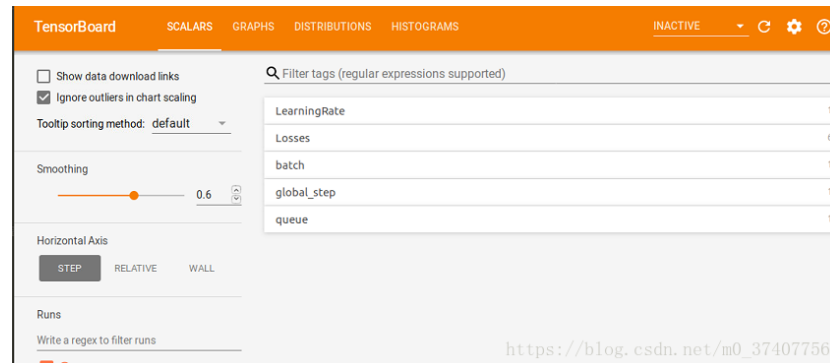 TensorBoard SCALARS GRAPHS DISTRIBUTIONS HISTOGRAMS INACTIVE
Show data download links
Ignore outliers in chart scaling
Tooltip sorting method: default
Smoothing
0.6
Horizontal Axis
STEP RELATIVE WALL
Runs
Write a regex to filter runs
Filter tags (regular expressions supported)
LearningRate
Losses
batch
global_step
queue
https://blog.csdn.net/m0_37407756